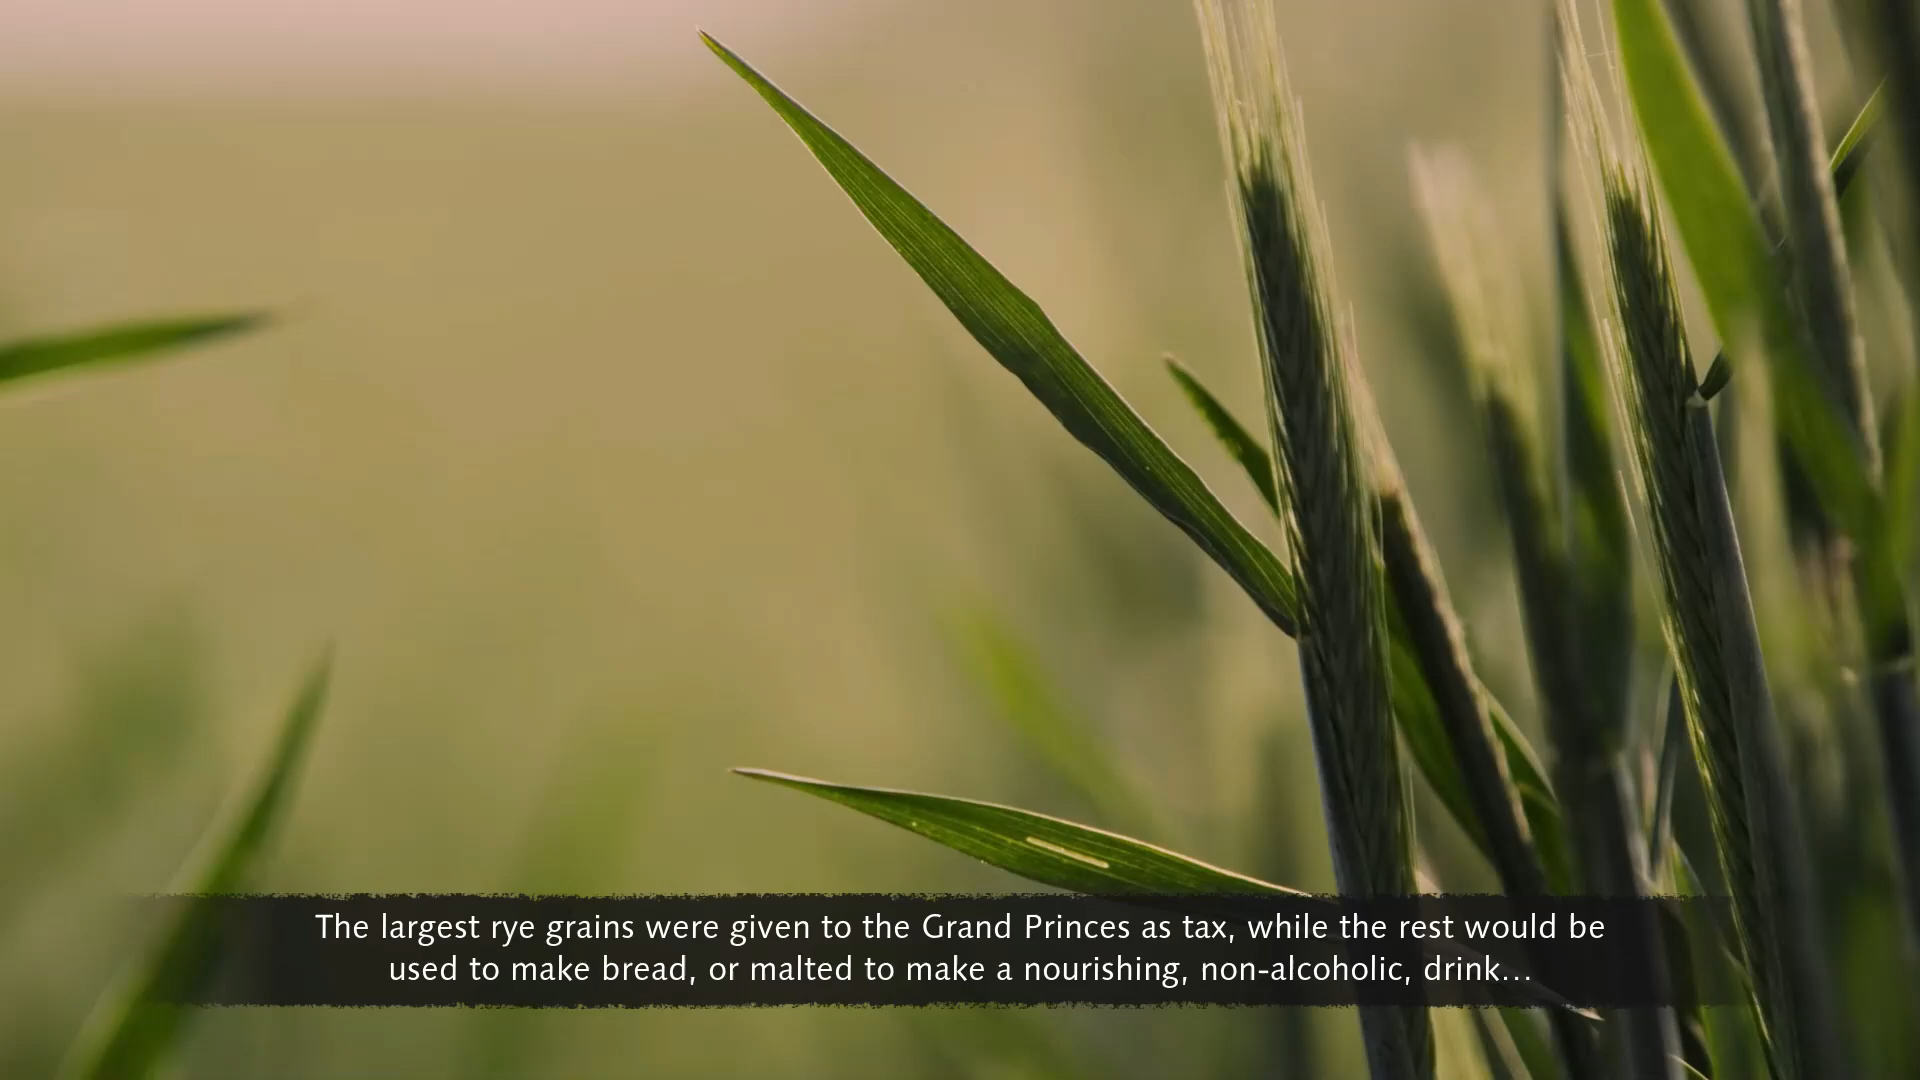 The largest rye grains were given to the Grand Princes as tax, while the rest would be
used to make bread, or malted to make a nourishing, non-alcoholic, drink...